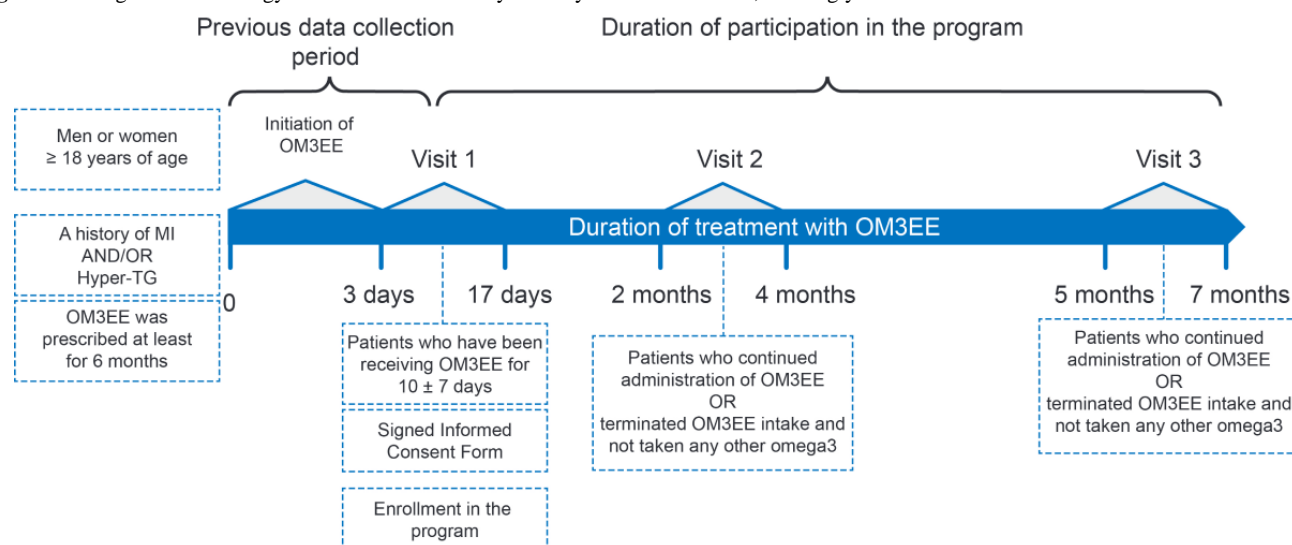 Previous data collection
period
Duration of participation in the program
Men or women
≥ 18 years of age
Initiation of
OM3EE
Visit 1
Visit 2
Visit 3
A history of MI
AND/OR
Hyper-TG
Duration of treatment with OM3EE
0
3 days
17 days
2 months
4 months
5 months
7 months
OM3EE was
prescribed at least
for 6 months
Patients who have been
receiving OM3EE for
10 ± 7 days
Signed Informed
Consent Form
Enrollment in the
program
Patients who continued
administration of OM3EE
OR
terminated OM3EE intake and
not taken any other omega3
Patients who continued
administration of OM3EE
OR
terminated OM3EE intake and
not taken any other omega3